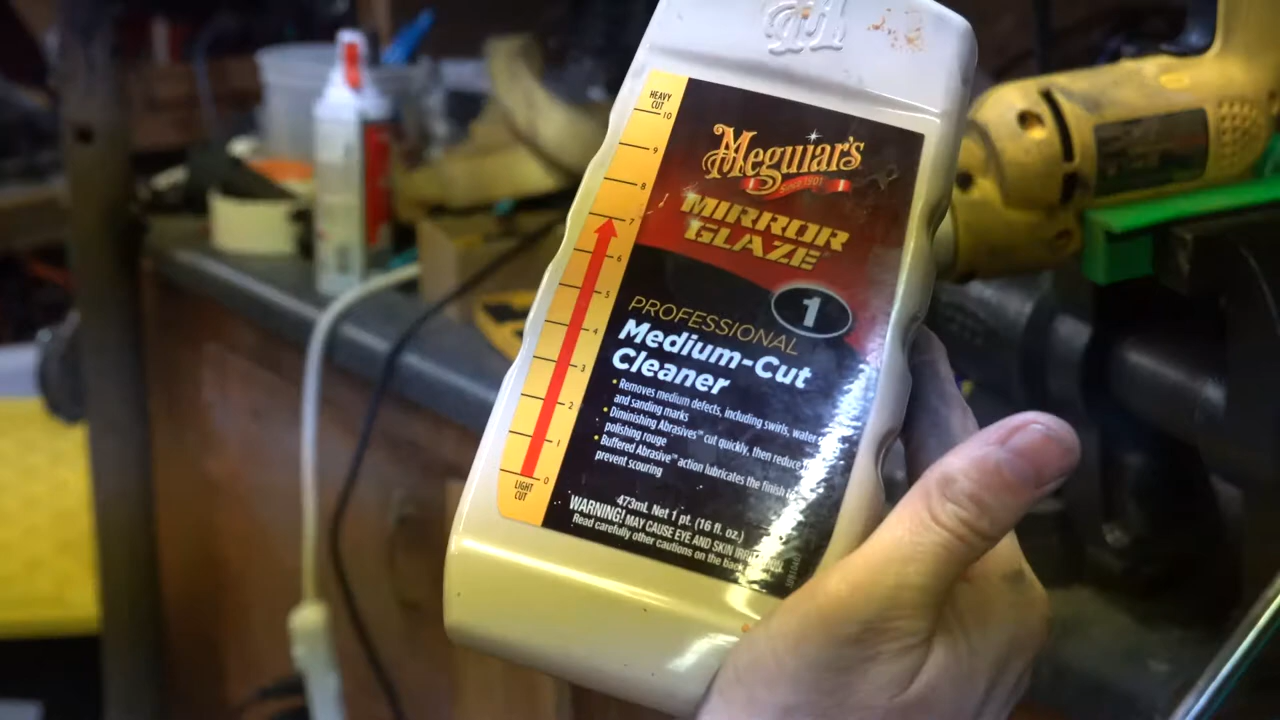 HEAVY
CUT
10
9
8
7
6
5
4
3
2
1
0
LIGHT
CUT
Meguiar's
Since 1901
MIRROR
GLAZE
1
PROFESSIONAL
Medium-Cut
Cleaner
• Removes medium defects, including swirls, water
and sanding marks
• Diminishing Abrasives™ cut quickly, then reduce
polishing rouge
• Buffered Abrasive™ action lubricates the finish
prevent scouring
473mL Net 1 pt. (16 fl. oz.)
WARNING! MAY CAUSE EYE AND SKIN
Read carefully other cautions on the back